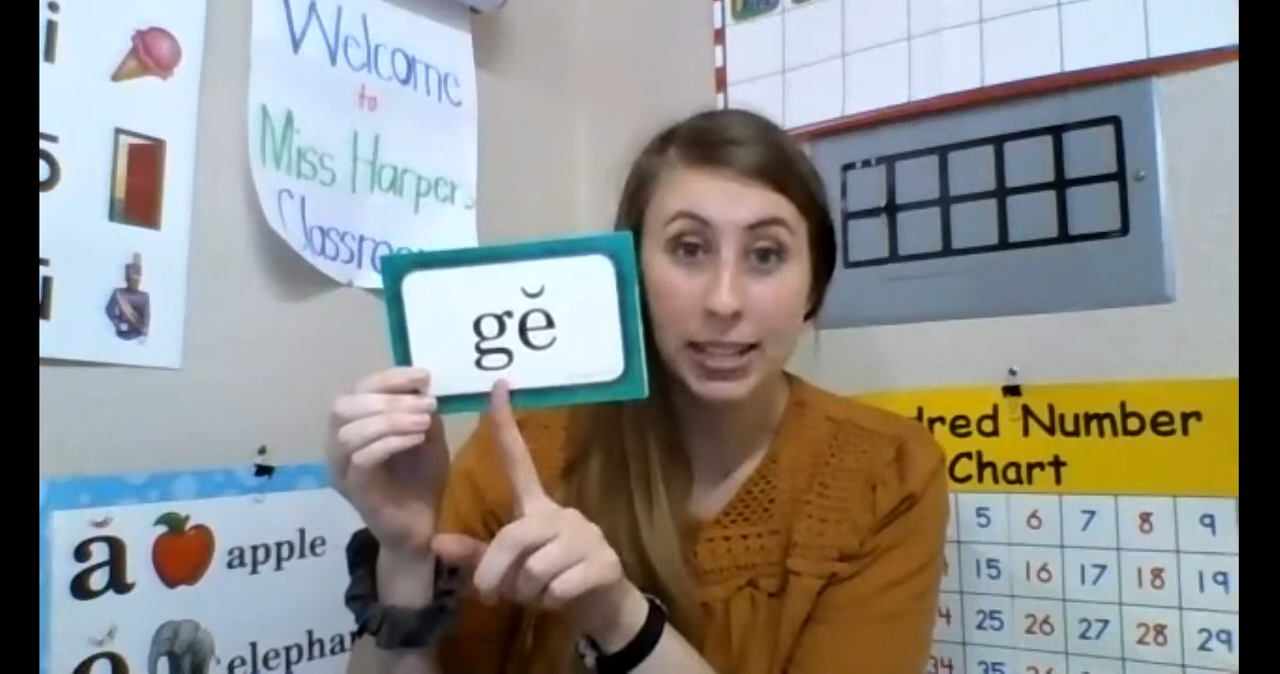 i
ō
ū
Welcome
to
Miss Harper's
gĕ
Number
Chart
5 6 7 8 9
15 16 17 18 19
25 26 27 28 29
ă apple